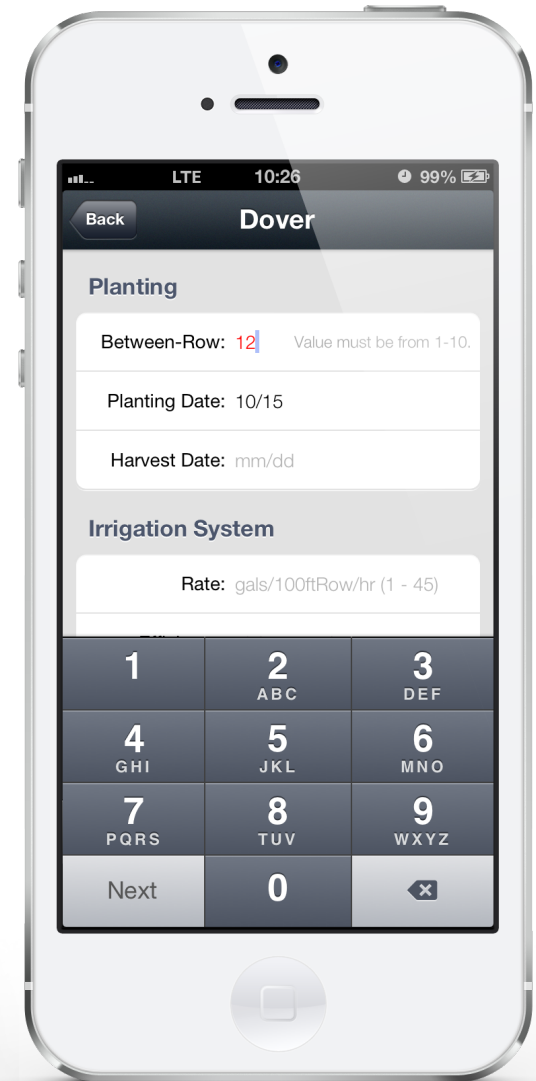 LTE 10:26 99%
Back Dover
Planting
Between-Row: 12 Value must be from 1-10.
Planting Date: 10/15
Harvest Date: mm/dd
Irrigation System
Rate: gals/100ftRow/hr (1 - 45)
1 2 3
ABC DEF
4 5 6
GHI JKL MNO
7 8 9
PQRS TUV WXYZ
Next 0